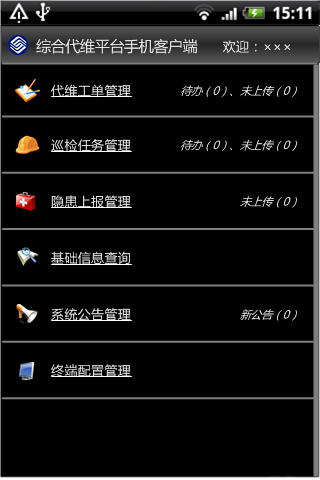 15:11
综合代维平台手机客户端 欢迎：×××
代维工单管理 待办（0）、未上传（0）
巡检任务管理 待办（0）、未上传（0）
隐患上报管理 未上传（0）
基础信息查询
系统公告管理 新公告（0）
终端配置管理